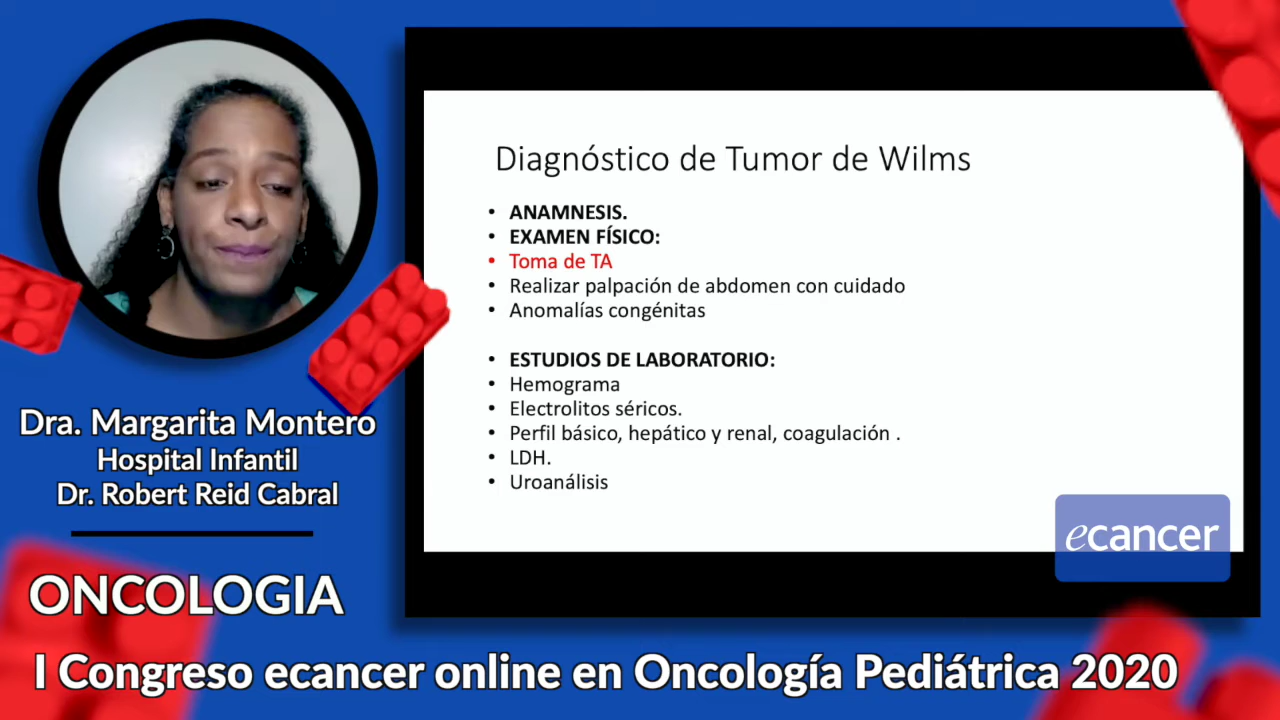 Diagnóstico de Tumor de Wilms
• ANAMNESIS.
• EXAMEN FÍSICO:
• Toma de TA
• Realizar palpación de abdomen con cuidado
• Anomalías congénitas
• ESTUDIOS DE LABORATORIO:
• Hemograma
• Electrolitos séricos.
• Perfil básico, hepático y renal, coagulación .
• LDH.
• Uroanálisis
ecancer
Dra. Margarita Montero
Hospital Infantil
Dr. Robert Reid Cabral
ONCOLOGIA
I Congreso ecancer online en Oncología Pediátrica 2020